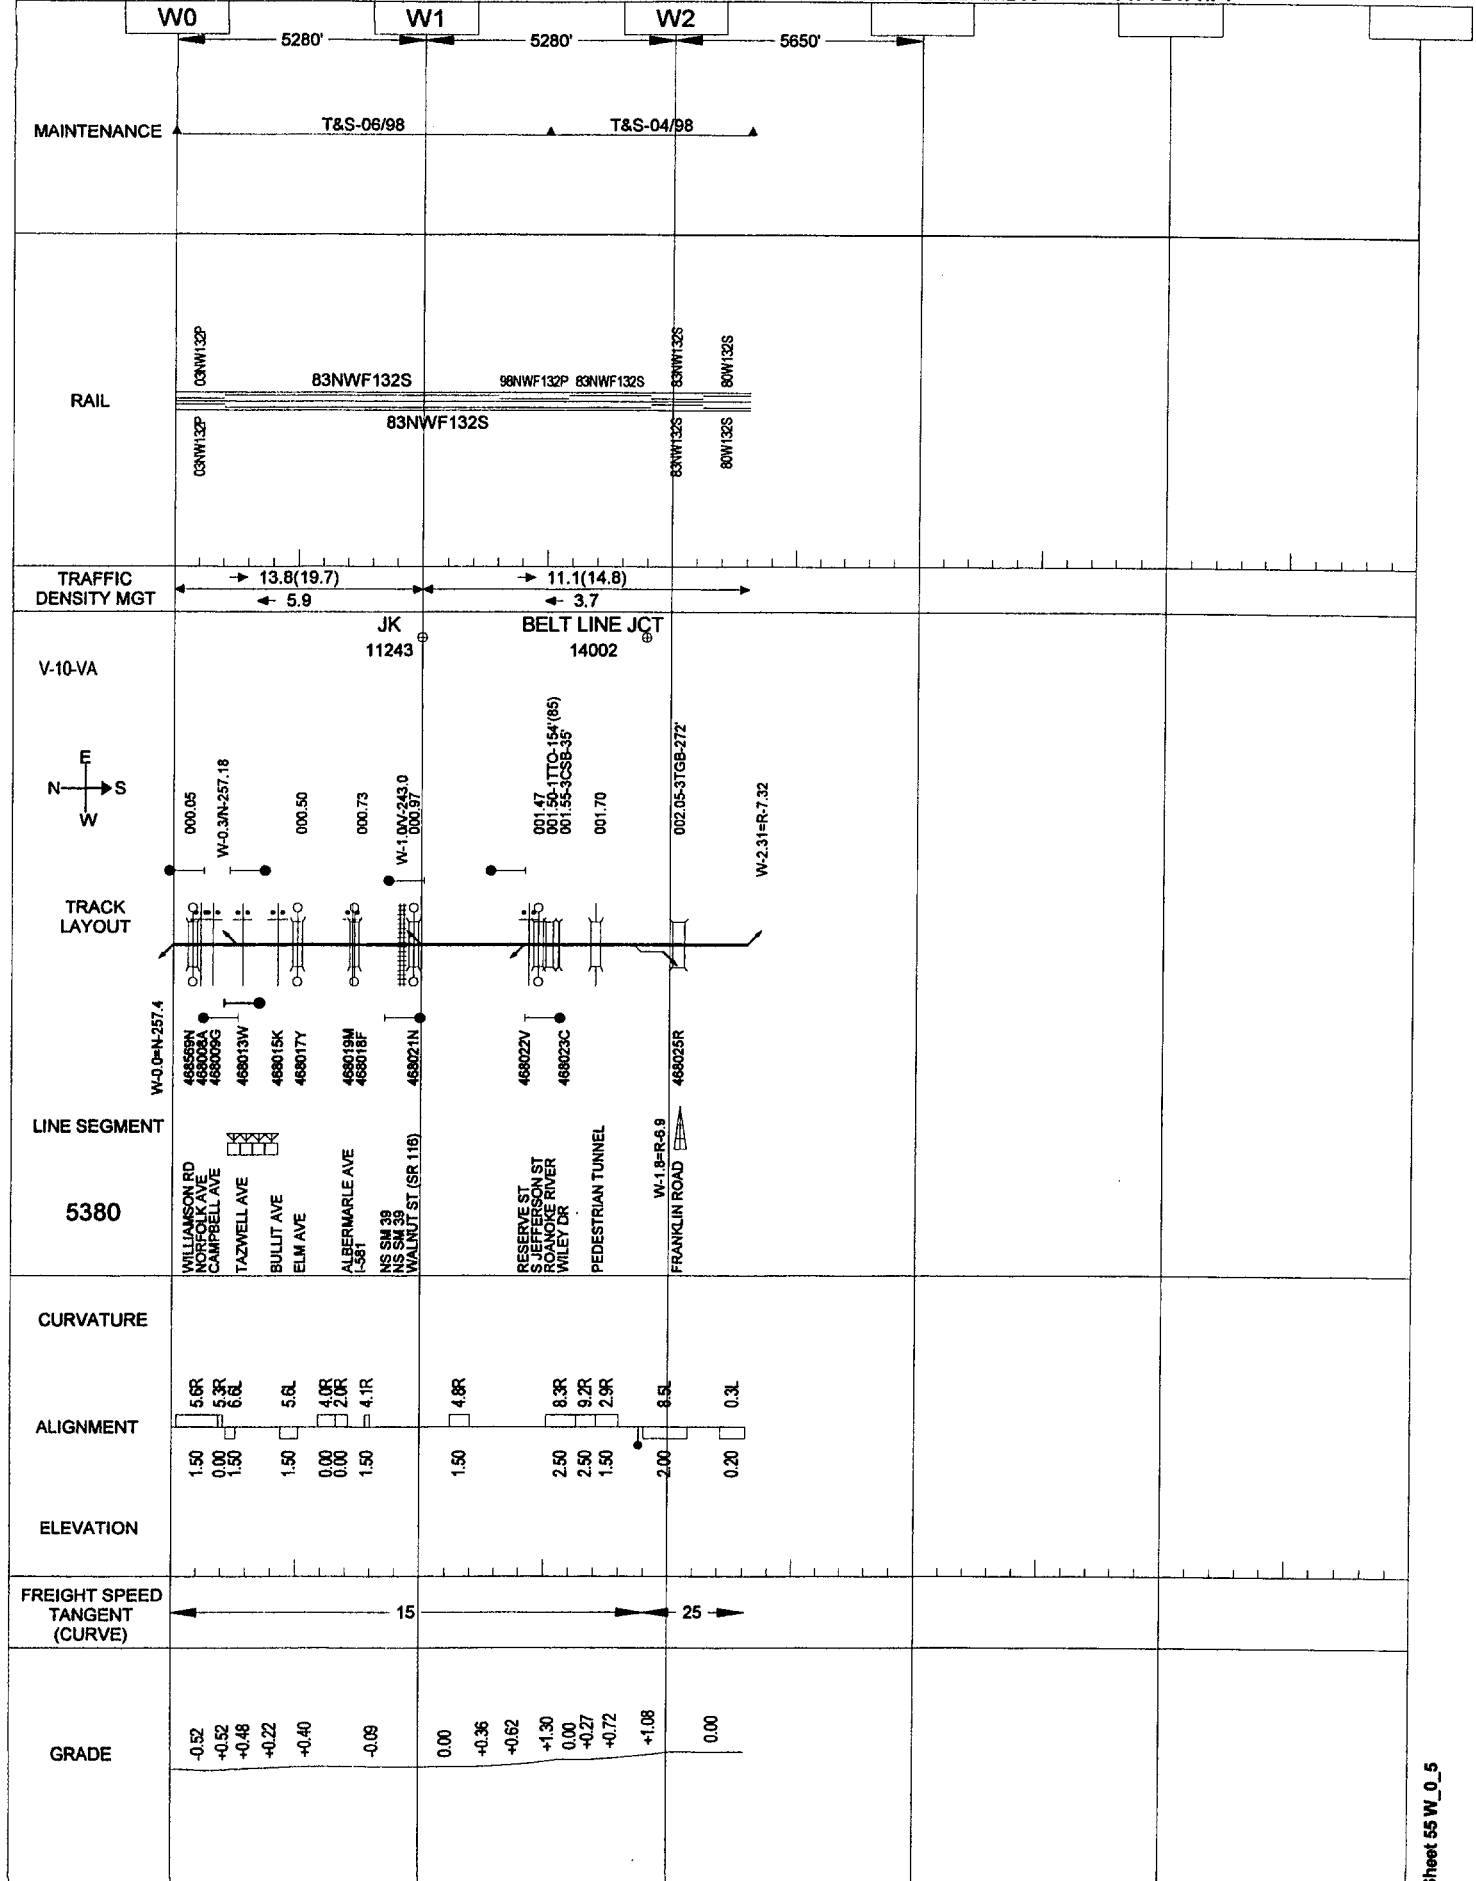 W0 W1 W2
5280' 5280' 5650'
MAINTENANCE T&S-06/98 T&S-04/98
03NW132P 83NW132S 80W132S
83NWF132S 98NWF132P 83NWF132S
RAIL
83NWF132S
03NW132P 83NW132S 80W132S
TRAFFIC
DENSITY MGT
13.8(19.7) 11.1(14.8)
5.9 3.7
JK BELT LINE JCT
11243 14002
V-10-VA
E
N S
W
000.05
W-0.3/N-257.18
000.50
000.73
W-1.0/V-243.0
000.97
001.47
001.50-1TTO-154'(85)
001.55-3CSB-35'
001.70
002.05-3TGB-272'
W-2.31=R-7.32
TRACK
LAYOUT
W-0.0=N-257.4
468569N
468008A
468009G
468013W
468015K
468017Y
468019M
468018F
468021N
468022V
468023C
468025R
LINE SEGMENT
5380
WILLIAMSON RD
NORFOLK AVE
CAMPBELL AVE
TAZWELL AVE
BULLIT AVE
ELM AVE
ALBERMARLE AVE
I-581
NS SM 39
NS SM 39
WALNUT ST (SR 116)
RESERVE ST
S JEFFERSON ST
ROANOKE RIVER
WILEY DR
PEDESTRIAN TUNNEL
W-1.8=R-6.9
FRANKLIN ROAD
CURVATURE
5.6R 5.3R 6.6L 5.6L 4.0R 2.0R 4.1R 4.8R 8.3R 9.2R 2.9R 8.5L 0.3L
ALIGNMENT
1.50 0.00 1.50 1.50 0.00 0.00 1.50 1.50 2.50 2.50 1.50 2.00 0.20
ELEVATION
FREIGHT SPEED
TANGENT
(CURVE)
15 25
GRADE
-0.52 +0.52 +0.48 +0.22 +0.40 -0.09 0.00 +0.36 +0.62 +1.30 0.00 +0.27 +0.72 +1.08 0.00
Sheet 55 W_0_5